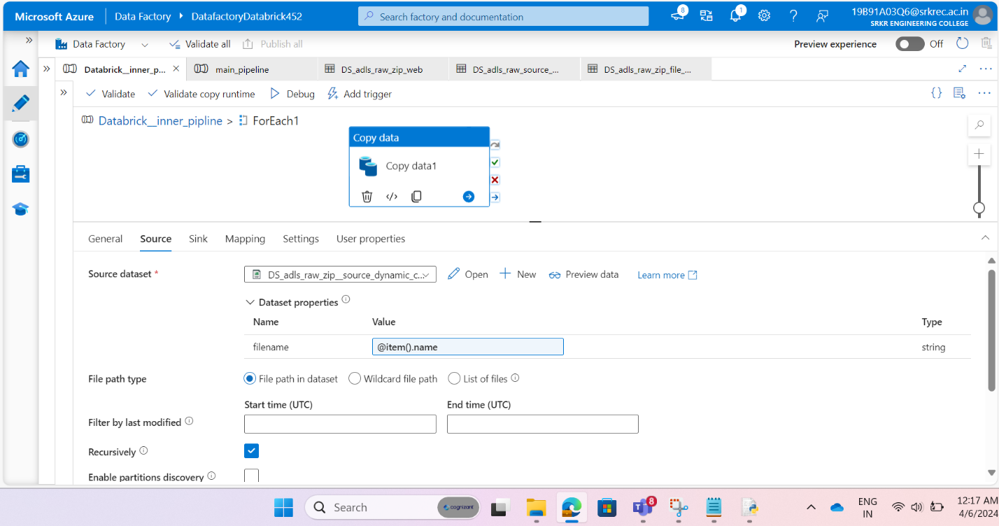 Microsoft Azure Data Factory DatafactoryDatabrick452 Search factory and documentation 8 1 19B91A03Q6@srkrec.ac.in
SRKR ENGINEERING COLLEGE
Data Factory Validate all Publish all Preview experience Off
Databrick__inner_p... main_pipeline DS_adls_raw_zip_web DS_adls_raw_source_... DS_adls_raw_zip_file_...
Validate Validate copy runtime Debug Add trigger
Databrick__inner_pipline > ForEach1
Copy data
Copy data1
General Source Sink Mapping Settings User properties
Source dataset * DS_adls_raw_zip__source_dynamic_c... Open New Preview data Learn more
Dataset properties
Name Value Type
filename @item().name string
File path type File path in dataset Wildcard file path List of files
Start time (UTC) End time (UTC)
Filter by last modified
Recursively
Enable partitions discovery
Search cognizant 8 ENG 12:17 AM
IN 4/6/2024